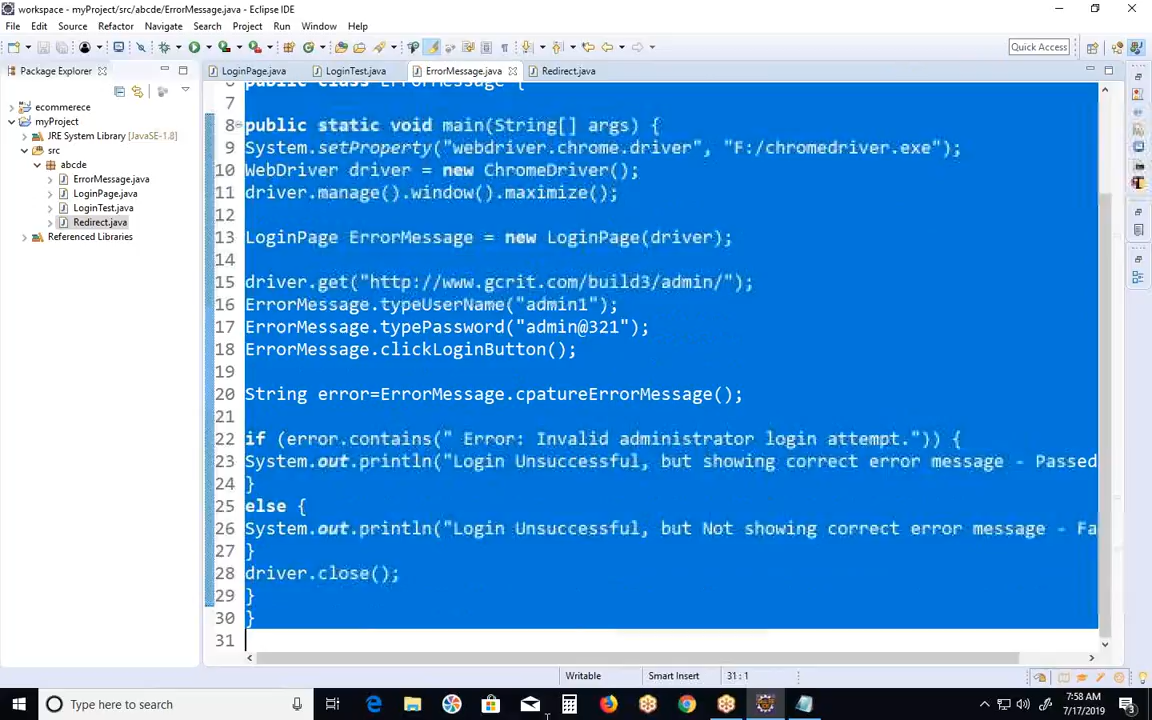 workspace - myProject/src/abcde/ErrorMessage.java - Eclipse IDE
File Edit Source Refactor Navigate Search Project Run Window Help
Quick Access
Package Explorer
LoginPage.java
LoginTest.java
ErrorMessage.java
Redirect.java
ecommerece
myProject
JRE System Library [JavaSE-1.8]
src
abcde
ErrorMessage.java
LoginPage.java
LoginTest.java
Redirect.java
Referenced Libraries
6 public class ErrorMessage {
7
8 public static void main(String[] args) {
9 System.setProperty("webdriver.chrome.driver", "F:/chromedriver.exe");
10 WebDriver driver = new ChromeDriver();
11 driver.manage().window().maximize();
12
13 LoginPage ErrorMessage = new LoginPage(driver);
14
15 driver.get("http://www.gcrit.com/build3/admin/");
16 ErrorMessage.typeUserName("admin1");
17 ErrorMessage.typePassword("admin@321");
18 ErrorMessage.clickLoginButton();
19
20 String error=ErrorMessage.cpatureErrorMessage();
21
22 if (error.contains(" Error: Invalid administrator login attempt.")) {
23 System.out.println("Login Unsuccessful, but showing correct error message - Passed
24 }
25 else {
26 System.out.println("Login Unsuccessful, but Not showing correct error message - Fa
27 }
28 driver.close();
29 }
30 }
31
Writable Smart Insert 31 : 1
Type here to search
7:58 AM
7/17/2019
3